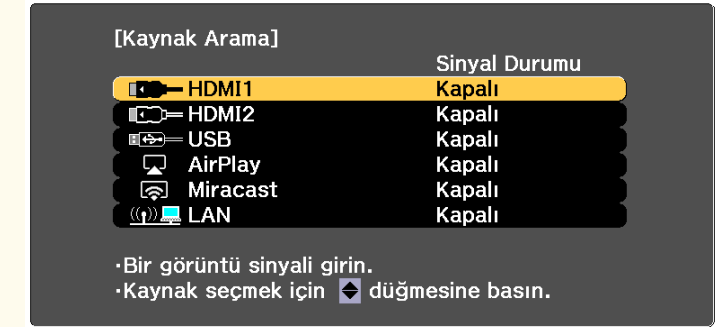 [Kaynak Arama]
Sinyal Durumu
HDMI1 Kapalı
HDMI2 Kapalı
USB Kapalı
AirPlay Kapalı
Miracast Kapalı
LAN Kapalı
·Bir görüntü sinyali girin.
·Kaynak seçmek için düğmesine basın.